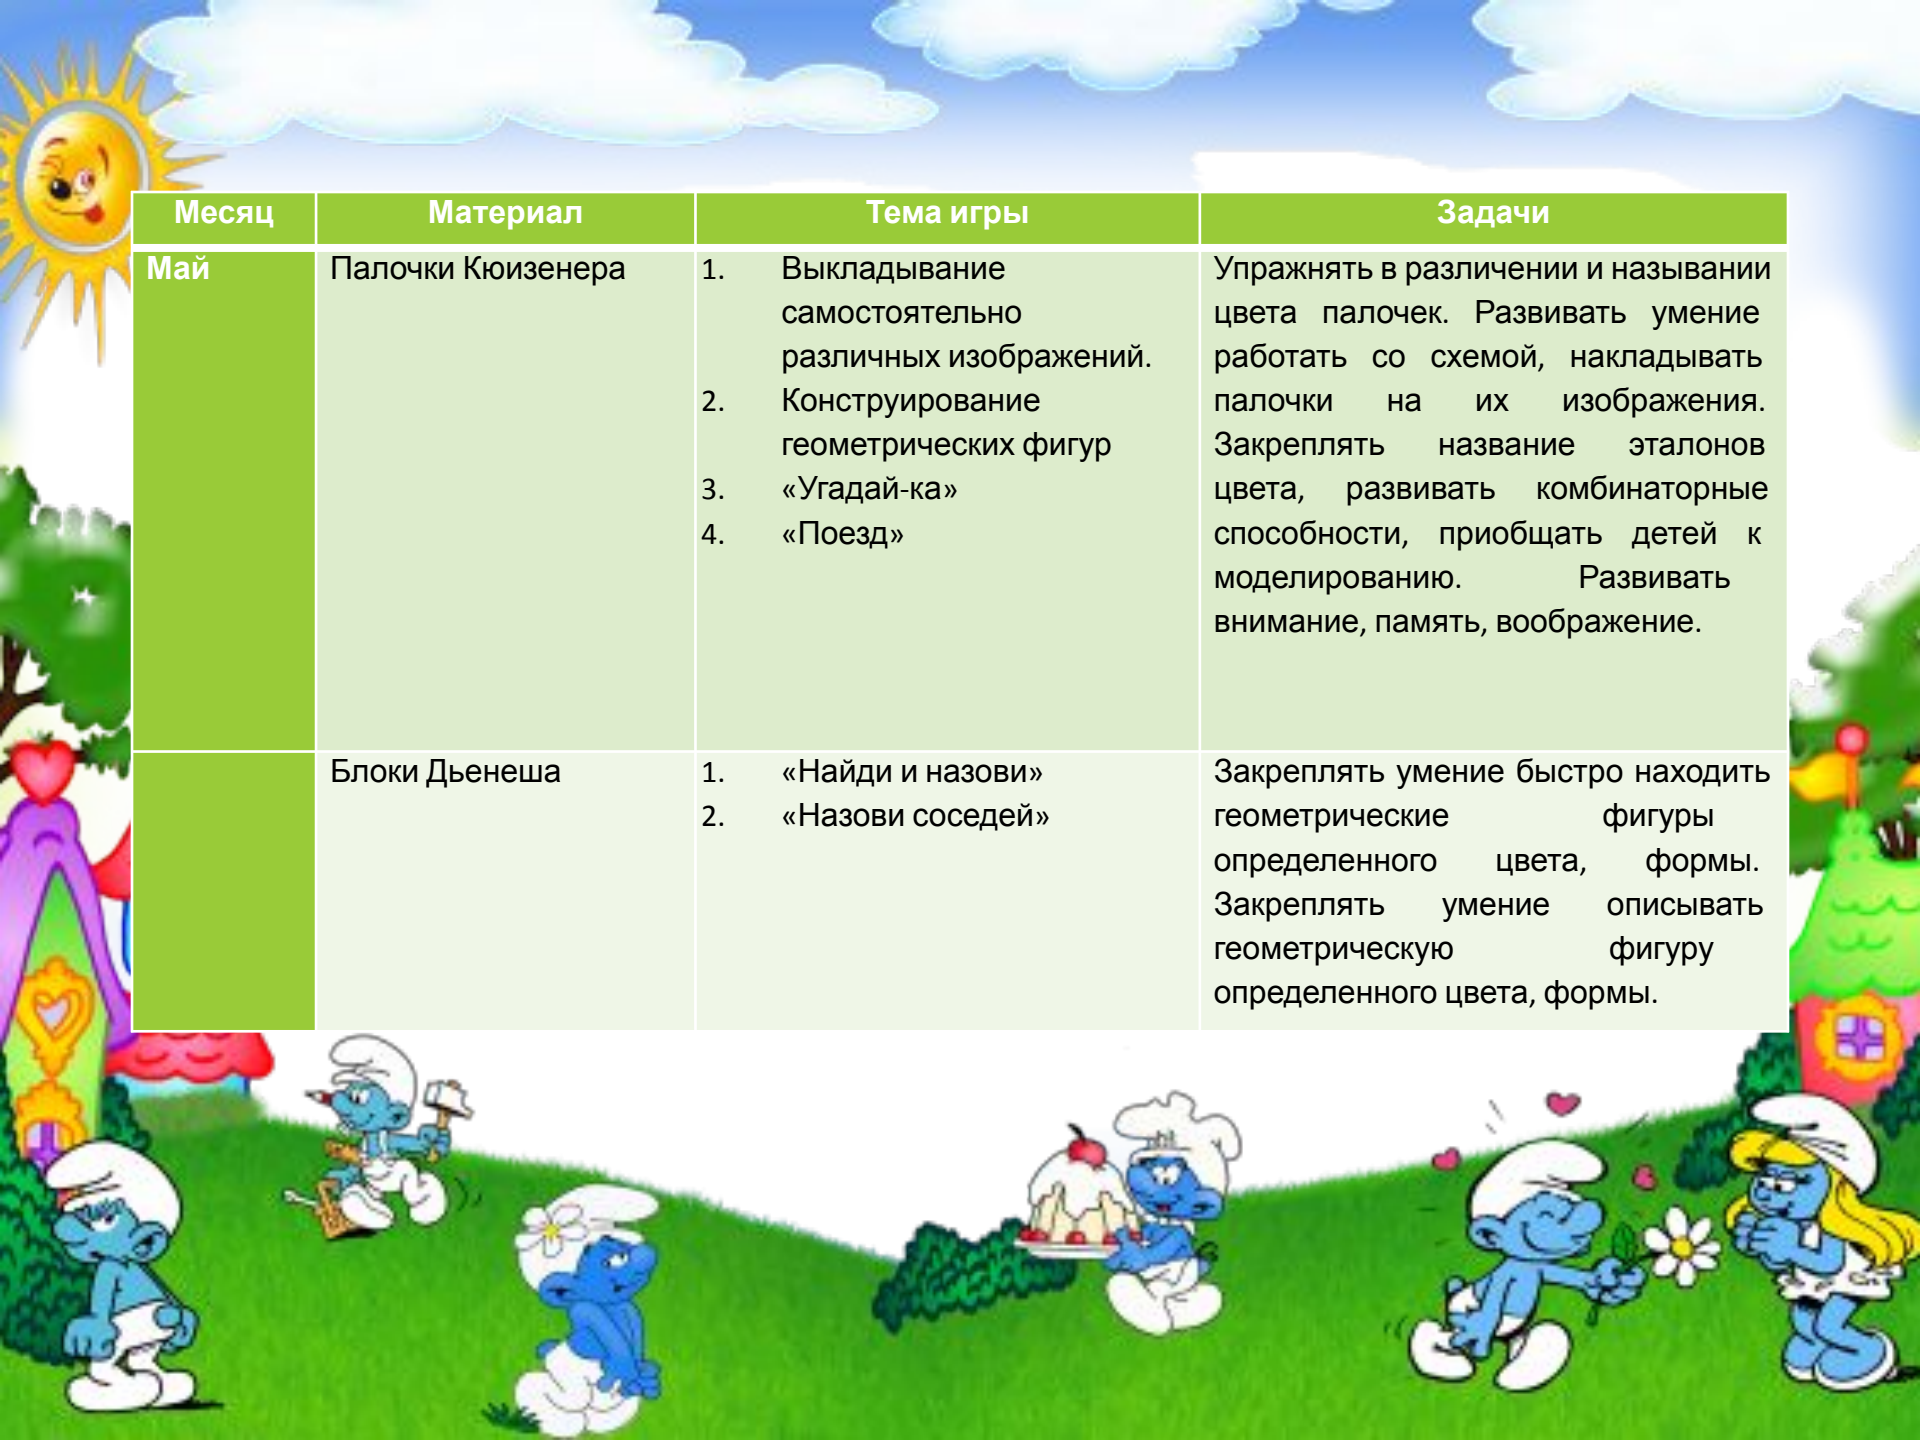 Месяц Материал Тема игры Задачи
Май
Палочки Кюизенера
1. Выкладывание
самостоятельно
различных изображений.
2. Конструирование
геометрических фигур
3. «Угадай-ка»
4. «Поезд»
Упражнять в различении и назывании
цвета палочек. Развивать умение
работать со схемой, накладывать
палочки на их изображения.
Закреплять название эталонов
цвета, развивать комбинаторные
способности, приобщать детей к
моделированию. Развивать
внимание, память, воображение.
Блоки Дьенеша
1. «Найди и назови»
2. «Назови соседей»
Закреплять умение быстро находить
геометрические фигуры
определенного цвета, формы.
Закреплять умение описывать
геометрическую фигуру
определенного цвета, формы.